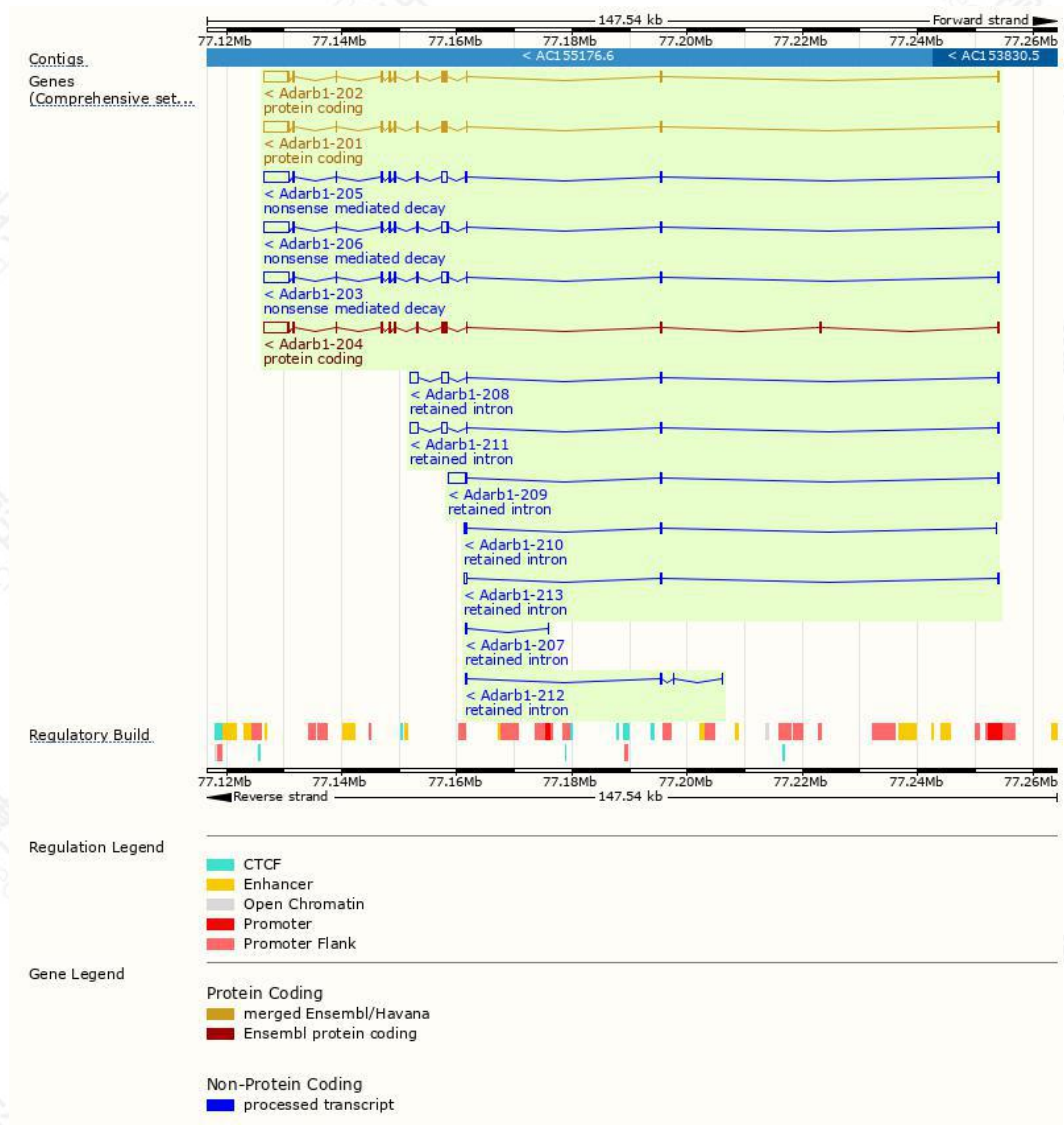 147.54 kb Forward strand
77.12Mb 77.14Mb 77.16Mb 77.18Mb 77.20Mb 77.22Mb 77.24Mb 77.26Mb
Contigs < AC155176.6 < AC153830.5
Genes
(Comprehensive set...
< Adarb1-202
protein coding
< Adarb1-201
protein coding
< Adarb1-205
nonsense mediated decay
< Adarb1-206
nonsense mediated decay
< Adarb1-203
nonsense mediated decay
< Adarb1-204
protein coding
< Adarb1-208
retained intron
< Adarb1-211
retained intron
< Adarb1-209
retained intron
< Adarb1-210
retained intron
< Adarb1-213
retained intron
< Adarb1-207
retained intron
< Adarb1-212
retained intron
Regulatory Build
77.12Mb 77.14Mb 77.16Mb 77.18Mb 77.20Mb 77.22Mb 77.24Mb 77.26Mb
Reverse strand 147.54 kb
Regulation Legend
CTCF
Enhancer
Open Chromatin
Promoter
Promoter Flank
Gene Legend
Protein Coding
merged Ensembl/Havana
Ensembl protein coding
Non-Protein Coding
processed transcript